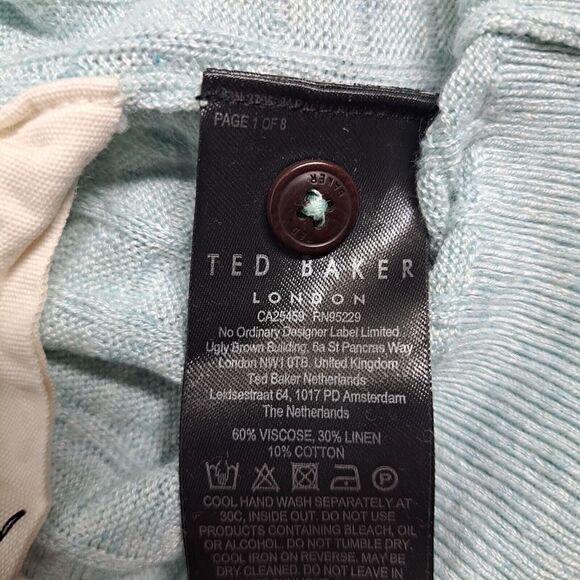 PAGE 1 OF 8
TED BAKER
TED BAKER
LONDON
CA25459 RN95229
No Ordinary Designer Label Limited
Ugly Brown Building, 6a St Pancras Way
London NW1 0TB, United Kingdom
Ted Baker Netherlands
Leidsestraat 64, 1017 PD Amsterdam
The Netherlands
60% VISCOSE, 30% LINEN
10% COTTON
COOL HAND WASH SEPARATELY AT
30C, INSIDE OUT. DO NOT USE
PRODUCTS CONTAINING BLEACH, OIL
OR ALCOHOL. DO NOT TUMBLE DRY.
COOL IRON ON REVERSE. MAY BE
DRY CLEANED. DO NOT LEAVE IN